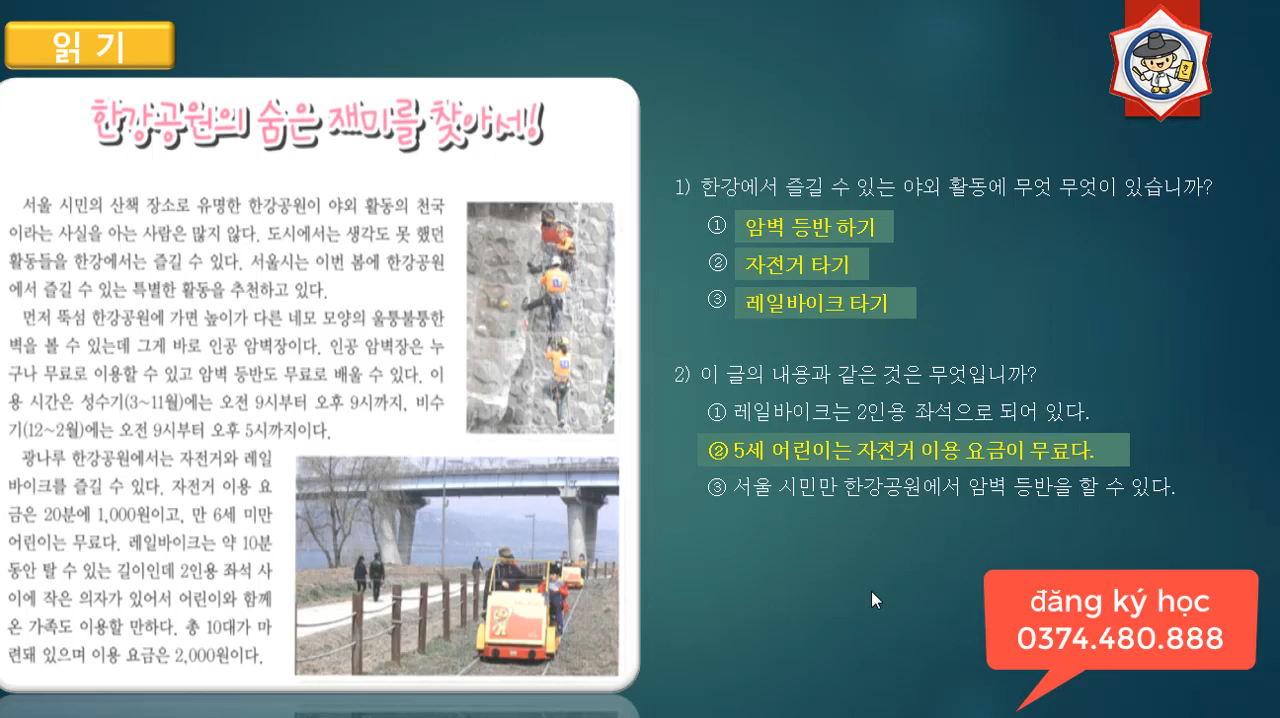 읽 기
한강공원의 숨은 재미를 찾아서!
서울 시민의 산책 장소로 유명한 한강공원이 야외 활동의 천국
이라는 사실을 아는 사람은 많지 않다. 도시에서는 생각도 못 했던
활동들을 한강에서는 즐길 수 있다. 서울시는 이번 봄에 한강공원
에서 즐길 수 있는 특별한 활동을 추천하고 있다.
먼저 뚝섬 한강공원에 가면 높이가 다른 네모 모양의 울퉁불퉁한
벽을 볼 수 있는데 그게 바로 인공 암벽장이다. 인공 암벽장은 누
구나 무료로 이용할 수 있고 암벽 등반도 무료로 배울 수 있다. 이
용 시간은 성수기(3~11월)에는 오전 9시부터 오후 9시까지, 비수
기(12~2월)에는 오전 9시부터 오후 5시까지이다.
광나루 한강공원에서는 자전거와 레일
바이크를 즐길 수 있다. 자전거 이용 요
금은 20분에 1,000원이고, 만 6세 미만
어린이는 무료다. 레일바이크는 약 10분
동안 탈 수 있는 길이인데 2인용 좌석 사
이에 작은 의자가 있어서 어린이와 함께
온 가족도 이용할 만하다. 총 10대가 마
련돼 있으며 이용 요금은 2,000원이다.
1) 한강에서 즐길 수 있는 야외 활동에 무엇 무엇이 있습니까?
① 암벽 등반 하기
② 자전거 타기
③ 레일바이크 타기
2) 이 글의 내용과 같은 것은 무엇입니까?
① 레일바이크는 2인용 좌석으로 되어 있다.
② 5세 어린이는 자전거 이용 요금이 무료다.
③ 서울 시민만 한강공원에서 암벽 등반을 할 수 있다.
đăng ký học
0374.480.888